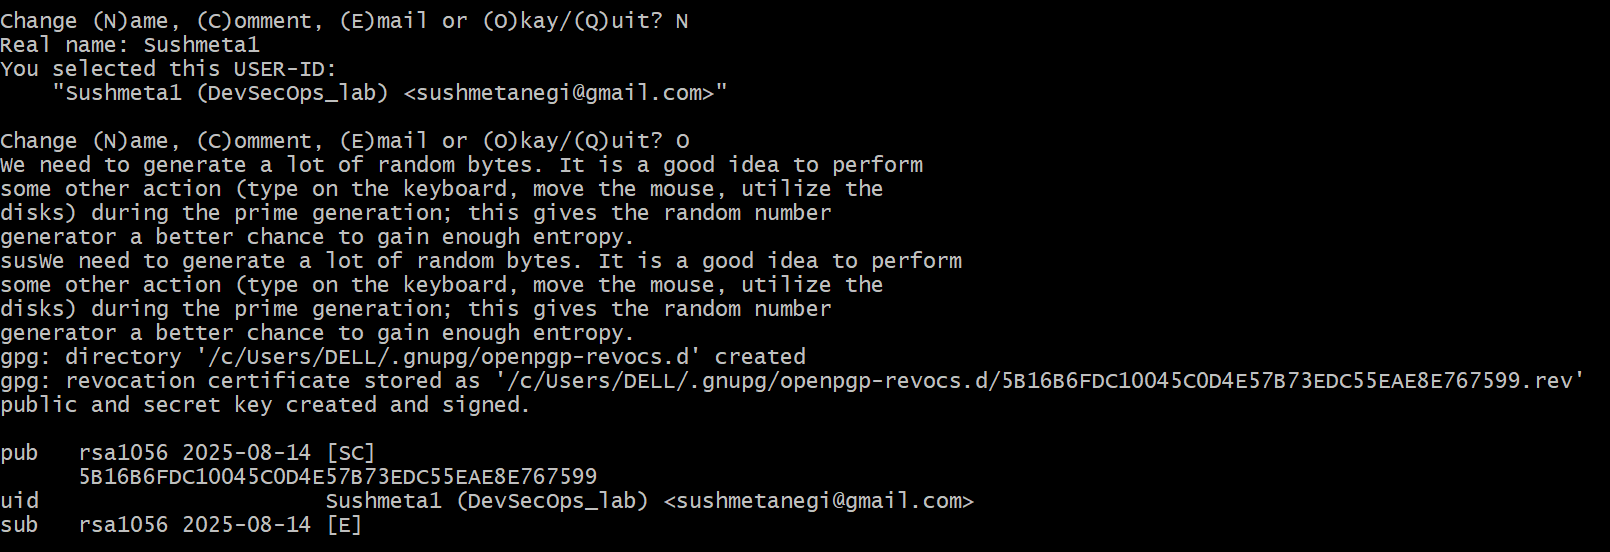 Change (N)ame, (C)omment, (E)mail or (O)kay/(Q)uit? N
Real name: Sushmeta1
You selected this USER-ID:
    "Sushmeta1 (DevSecOps_lab) <sushmetanegi@gmail.com>"

Change (N)ame, (C)omment, (E)mail or (O)kay/(Q)uit? O
We need to generate a lot of random bytes. It is a good idea to perform
some other action (type on the keyboard, move the mouse, utilize the
disks) during the prime generation; this gives the random number
generator a better chance to gain enough entropy.
susWe need to generate a lot of random bytes. It is a good idea to perform
some other action (type on the keyboard, move the mouse, utilize the
disks) during the prime generation; this gives the random number
generator a better chance to gain enough entropy.
gpg: directory '/c/Users/DELL/.gnupg/openpgp-revocs.d' created
gpg: revocation certificate stored as '/c/Users/DELL/.gnupg/openpgp-revocs.d/5B16B6FDC10045C0D4E57B73EDC55EAE8E767599.rev'
public and secret key created and signed.

pub   rsa1056 2025-08-14 [SC]
      5B16B6FDC10045C0D4E57B73EDC55EAE8E767599
uid                      Sushmeta1 (DevSecOps_lab) <sushmetanegi@gmail.com>
sub   rsa1056 2025-08-14 [E]